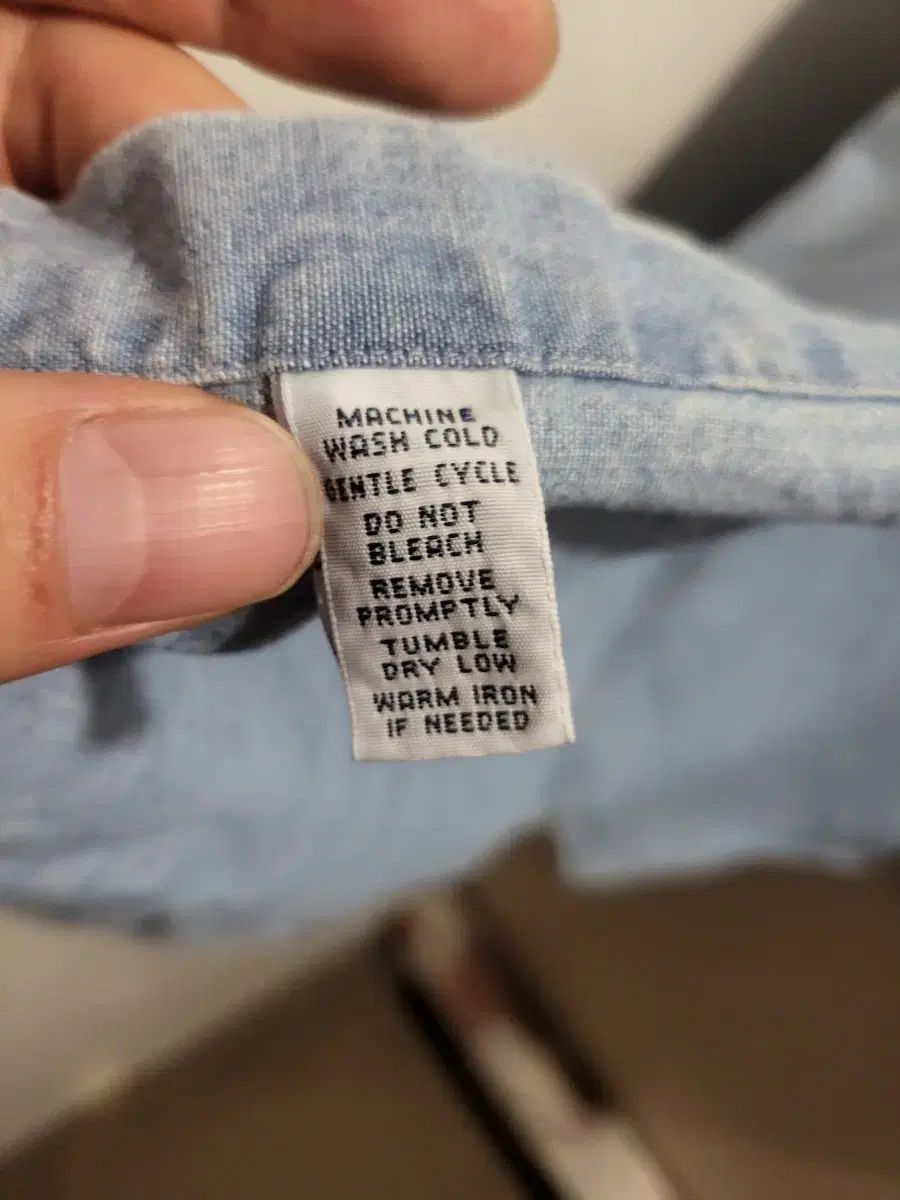 MACHINE
WASH COLD
GENTLE CYCLE
DO NOT
BLEACH
REMOVE
PROMPTLY
TUMBLE
DRY LOW
WARM IRON
IF NEEDED